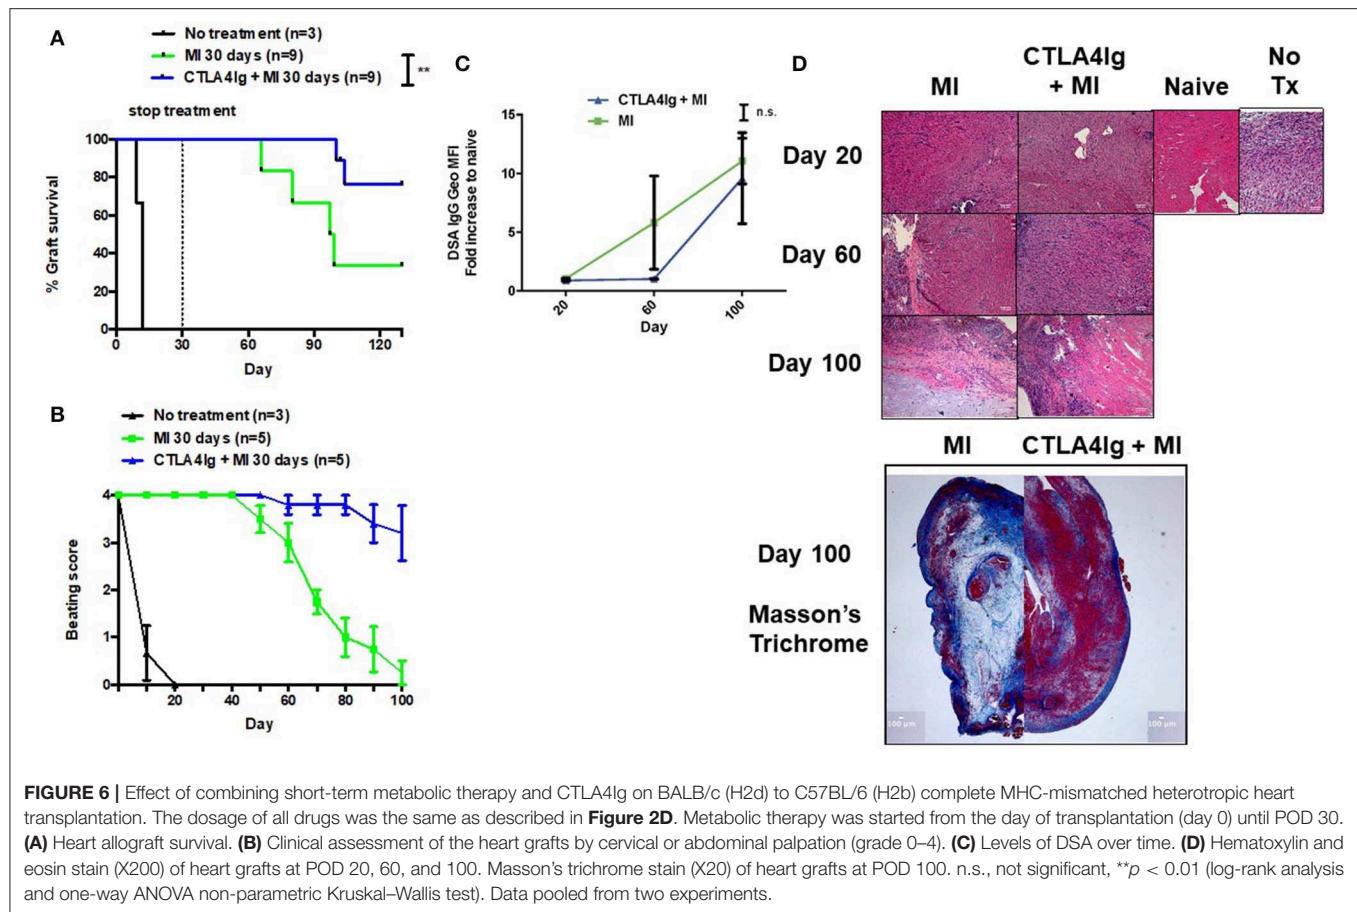 A
No treatment (n=3)
MI 30 days (n=9)
CTLA4Ig + MI 30 days (n=9)
**
stop treatment
% Graft survival
100
80
60
40
20
0
0 30 60 90 120
Day
B
No treatment (n=3)
MI 30 days (n=5)
CTLA4Ig + MI 30 days (n=5)
Beating score
4
3
2
1
0
20 40 60 80 100
Day
C
CTLA4Ig + MI
MI
n.s.
DSA IgG Geo MFI
Fold increase to naive
15
10
5
0
20 60 100
Day
D
MI
CTLA4Ig
+ MI
Naive
No
Tx
Day 20
Day 60
Day 100
MI CTLA4Ig + MI
Day 100
Masson's
Trichrome
100 µm
100 µm
FIGURE 6 | Effect of combining short-term metabolic therapy and CTLA4Ig on BALB/c (H2d) to C57BL/6 (H2b) complete MHC-mismatched heterotropic heart
transplantation. The dosage of all drugs was the same as described in Figure 2D. Metabolic therapy was started from the day of transplantation (day 0) until POD 30.
(A) Heart allograft survival. (B) Clinical assessment of the heart grafts by cervical or abdominal palpation (grade 0–4). (C) Levels of DSA over time. (D) Hematoxylin and
eosin stain (X200) of heart grafts at POD 20, 60, and 100. Masson's trichrome stain (X20) of heart grafts at POD 100. n.s., not significant, **p < 0.01 (log-rank analysis
and one-way ANOVA non-parametric Kruskal–Wallis test). Data pooled from two experiments.